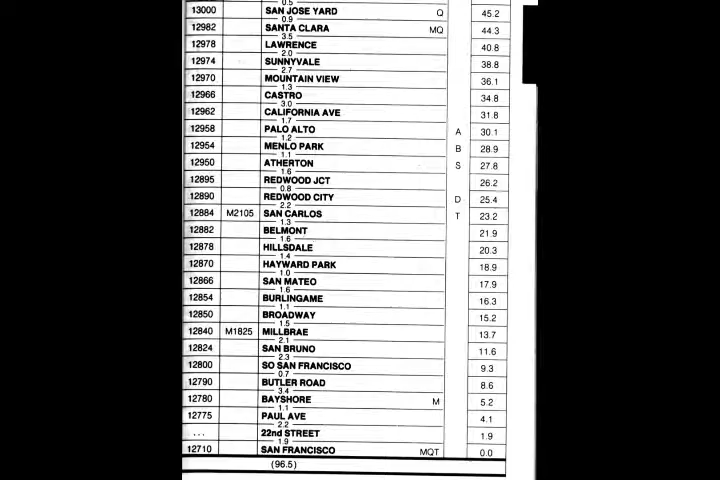 0.5
13000 SAN JOSE YARD Q 45.2
0.9
12982 SANTA CLARA MQ 44.3
3.5
12978 LAWRENCE 40.8
2.0
12974 SUNNYVALE 38.8
2.7
12970 MOUNTAIN VIEW 36.1
1.3
12966 CASTRO 34.8
3.0
12962 CALIFORNIA AVE 31.8
1.7
12958 PALO ALTO A 30.1
1.2
12954 MENLO PARK B 28.9
1.1
12950 ATHERTON S 27.8
1.6
12895 REDWOOD JCT 26.2
0.8
12890 REDWOOD CITY D 25.4
2.2
12884 M2105 SAN CARLOS T 23.2
1.3
12882 BELMONT 21.9
1.6
12878 HILLSDALE 20.3
1.4
12870 HAYWARD PARK 18.9
1.0
12866 SAN MATEO 17.9
1.6
12854 BURLINGAME 16.3
1.1
12850 BROADWAY 15.2
1.5
12840 M1825 MILLBRAE 13.7
2.1
12824 SAN BRUNO 11.6
2.3
12800 SO SAN FRANCISCO 9.3
0.7
12790 BUTLER ROAD 8.6
3.4
12780 BAYSHORE M 5.2
1.1
12775 PAUL AVE 4.1
2.2
... 22nd STREET 1.9
1.9
12710 SAN FRANCISCO MQT 0.0
(96.5)